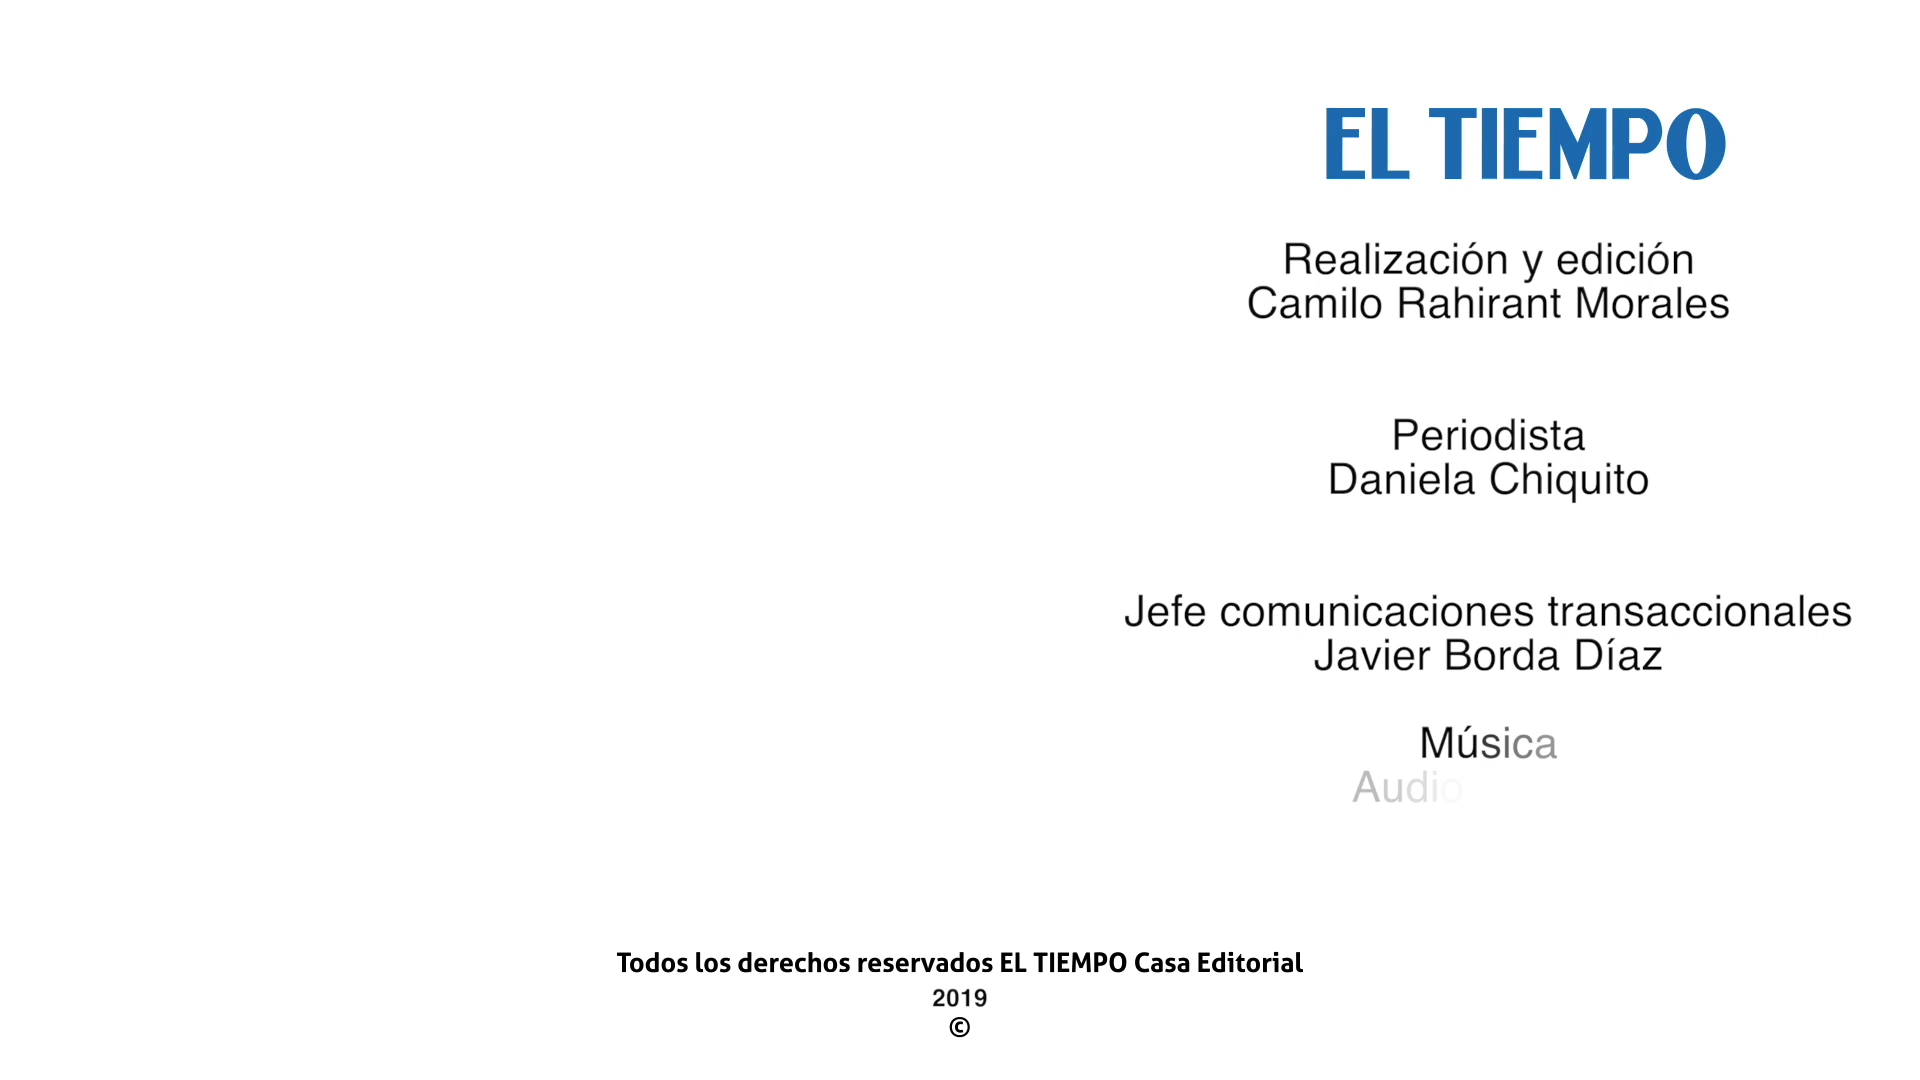 EL TIEMPO
Realización y edición
Camilo Rahirant Morales
Periodista
Daniela Chiquito
Jefe comunicaciones transaccionales
Javier Borda Díaz
Música
Audio
Todos los derechos reservados EL TIEMPO Casa Editorial
2019
©